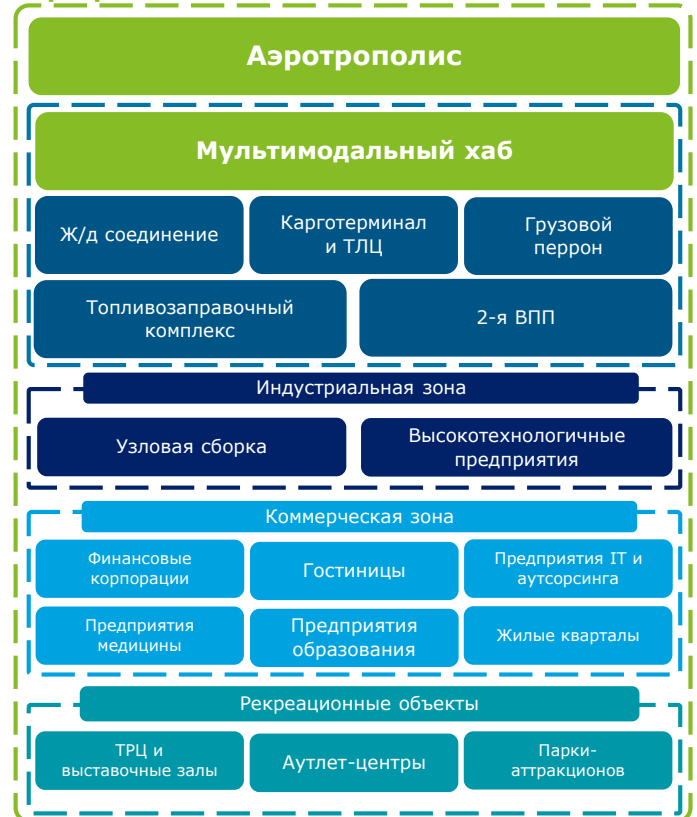 Аэротрополис
Мультимодальный хаб
Ж/д соединение
Карготерминал
и ТЛЦ
Грузовой
перрон
Топливозаправочный
комплекс
2-я ВПП
Индустриальная зона
Узловая сборка
Высокотехнологичные
предприятия
Коммерческая зона
Финансовые
корпорации
Гостиницы
Предприятия IT и
аутсорсинга
Предприятия
медицины
Предприятия
образования
Жилые кварталы
Рекреационные объекты
ТРЦ и
выставочные залы
Аутлет-центры
Парки-
аттракционов